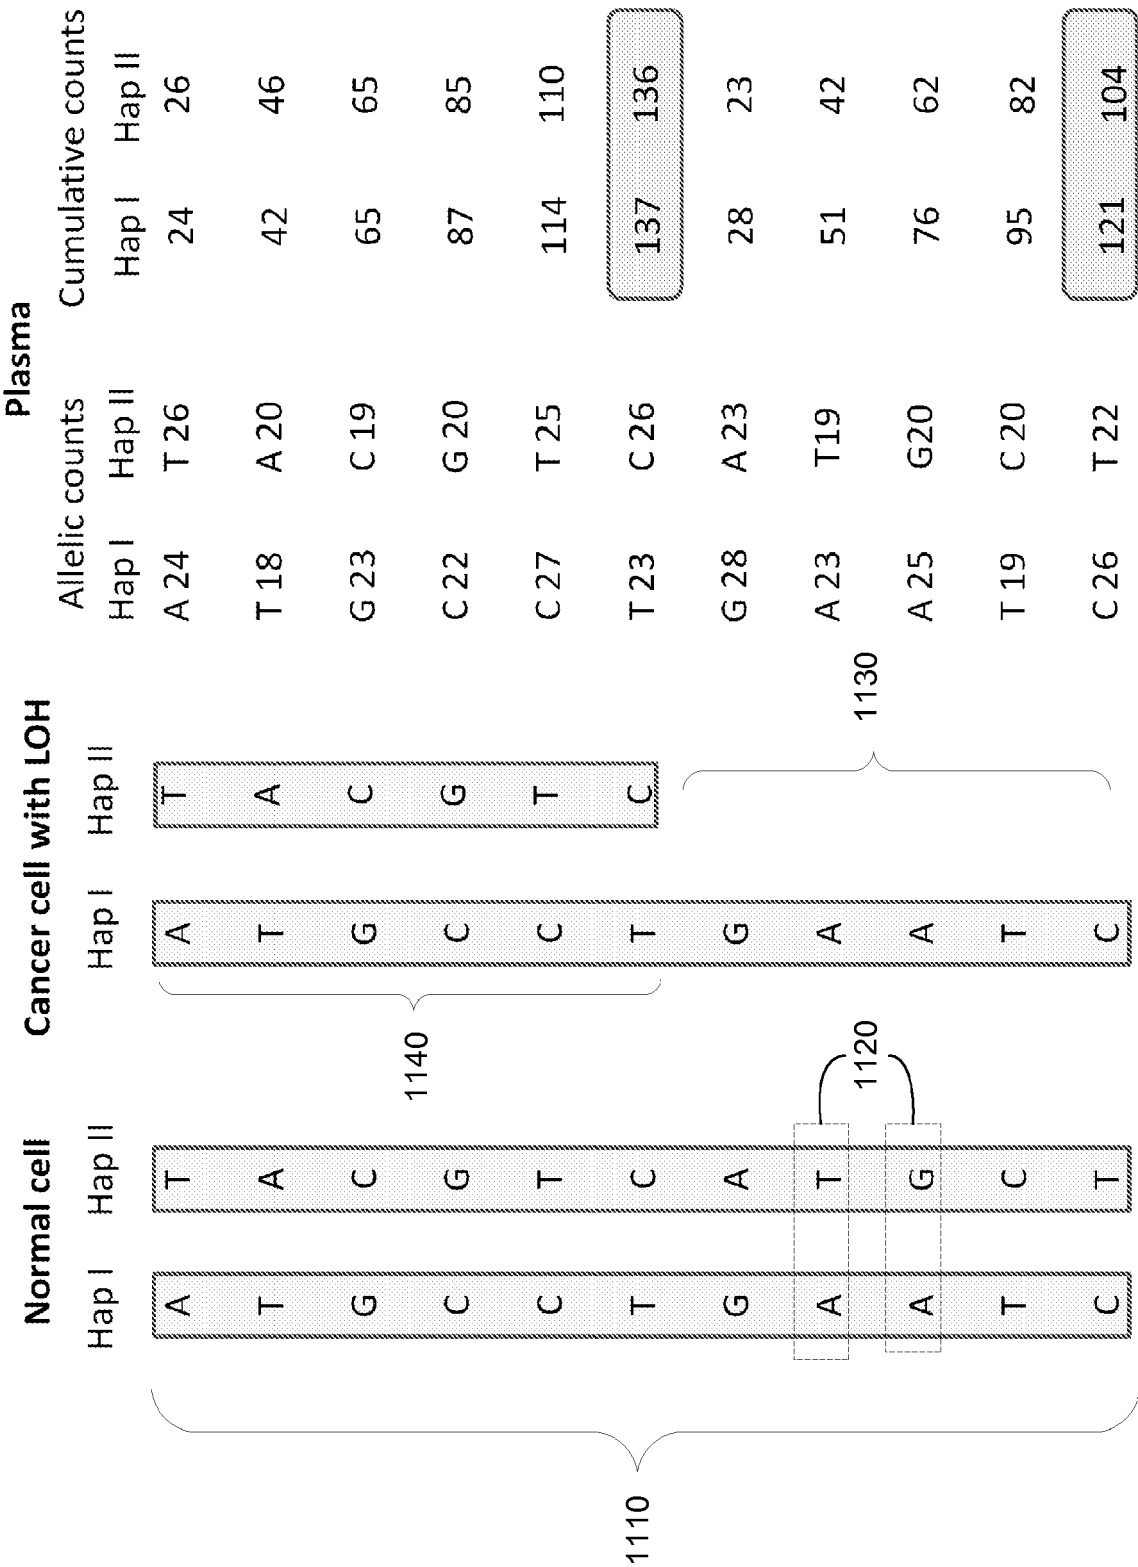 Normal cell Cancer cell with LOH Plasma
Allelic counts Cumulative counts
Hap I Hap II Hap I Hap II Hap I Hap II Hap I Hap II
A T A T A 24 T 26 24 26
T A T A T 18 A 20 42 46
G C G C G 23 C 19 65 65
C G C G C 22 G 20 87 85
C T C T C 27 T 25 114 110
T C T C T 23 C 26 137 136
G A G G 28 A 23 28 23
A T A A 23 T19 51 42
A G A A 25 G20 76 62
T C T T 19 C 20 95 82
C T C C 26 T 22 121 104
1110
1120
1140
1130